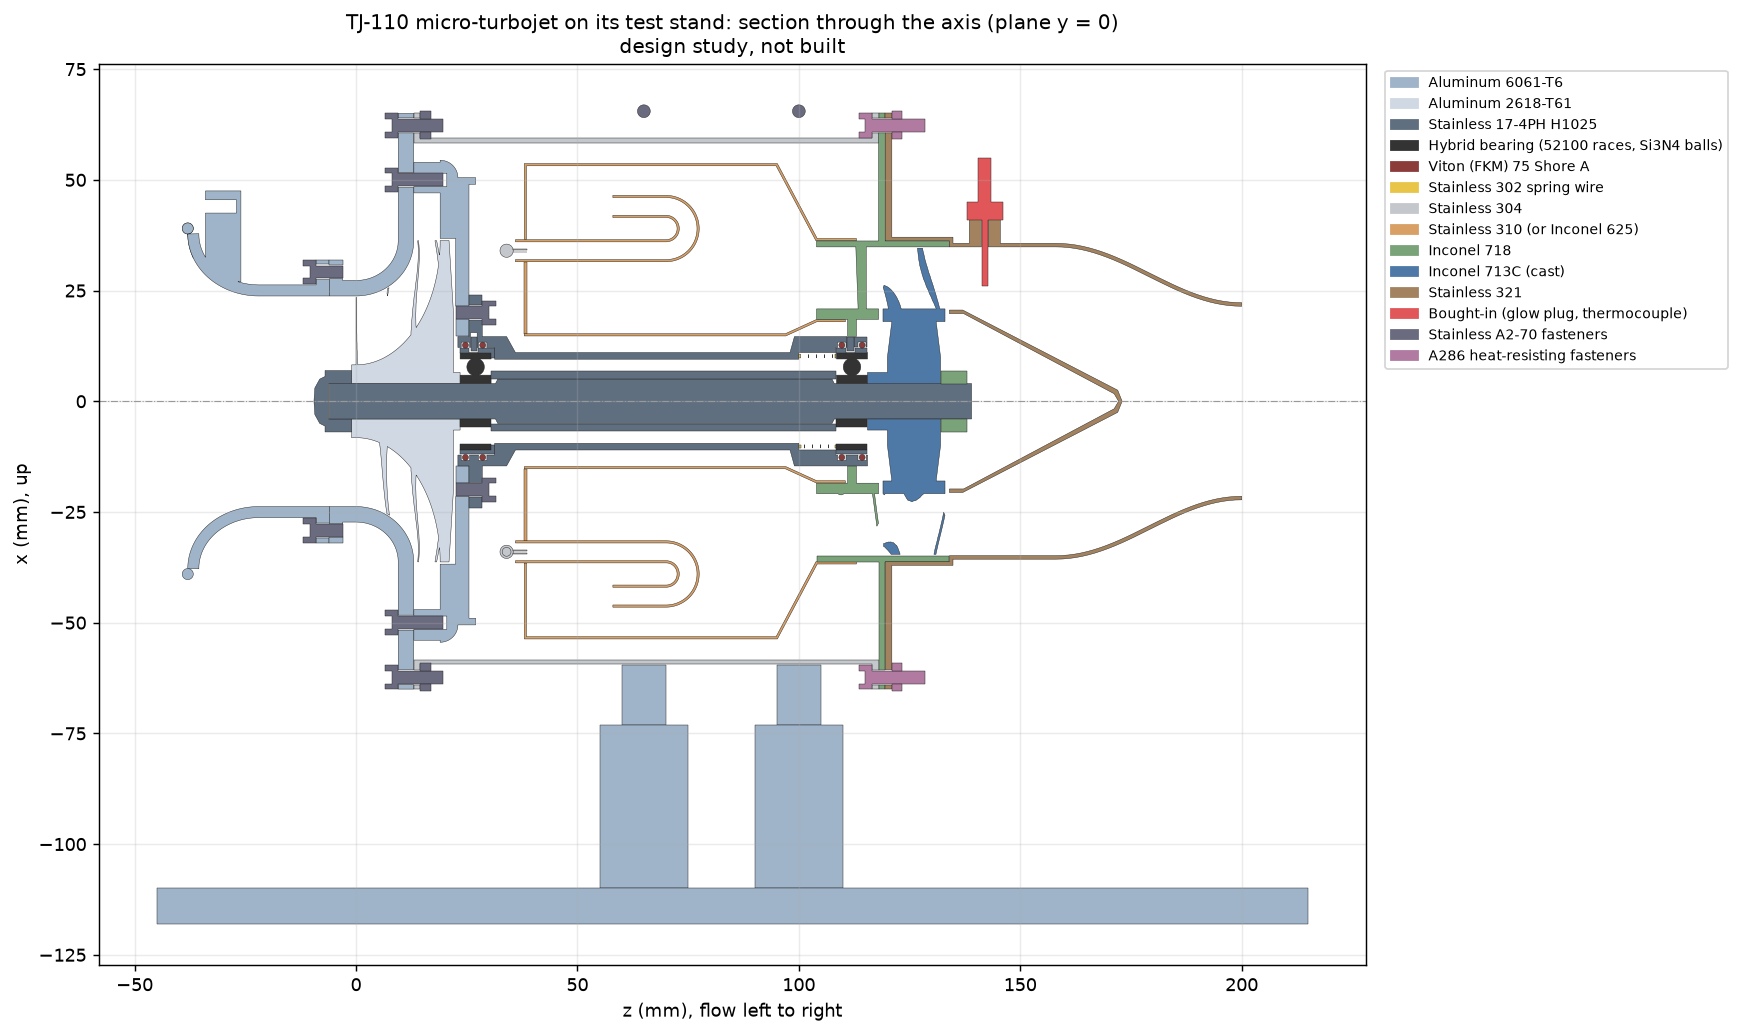 TJ-110 micro-turbojet on its test stand: section through the axis (plane y = 0)
design study, not built
75
50
25
0
−25
−50
−75
−100
−125
x (mm), up
−50
0
50
100
150
200
z (mm), flow left to right
Aluminum 6061-T6
Aluminum 2618-T61
Stainless 17-4PH H1025
Hybrid bearing (52100 races, Si3N4 balls)
Viton (FKM) 75 Shore A
Stainless 302 spring wire
Stainless 304
Stainless 310 (or Inconel 625)
Inconel 718
Inconel 713C (cast)
Stainless 321
Bought-in (glow plug, thermocouple)
Stainless A2-70 fasteners
A286 heat-resisting fasteners